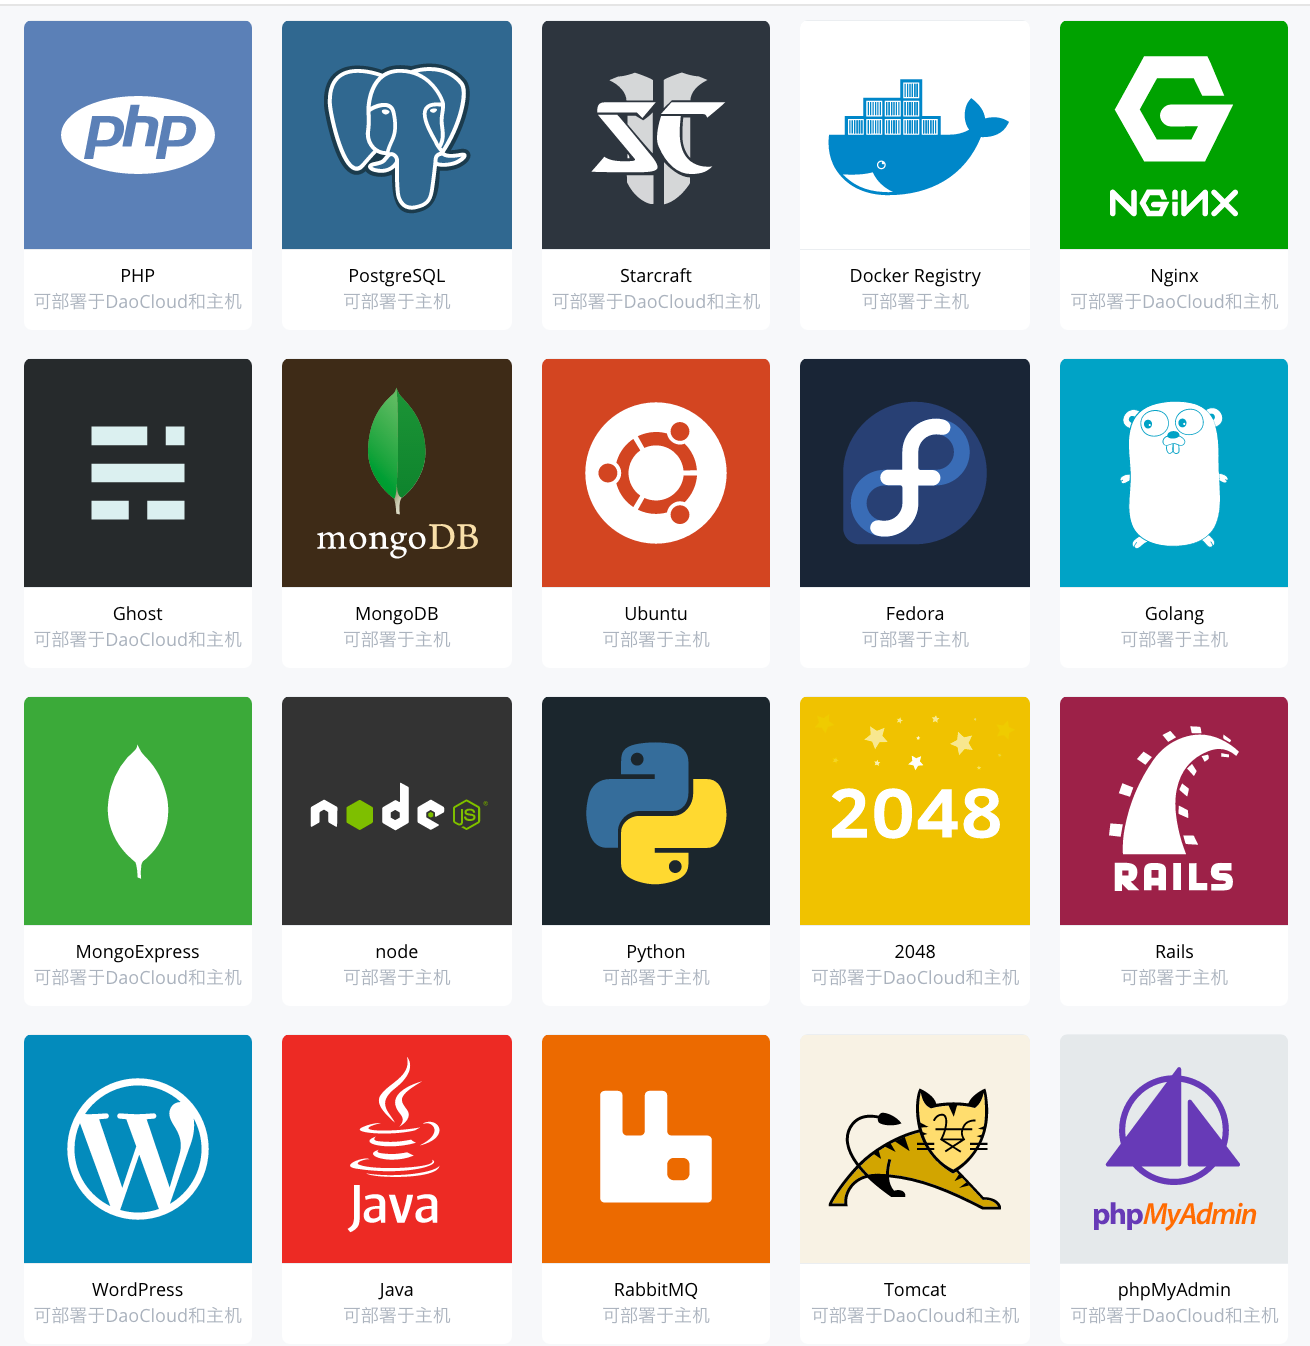 php
PHP
可部署于DaoCloud和主机
PostgreSQL
可部署于主机
SC
Starcraft
可部署于DaoCloud和主机
Docker Registry
可部署于主机
NGiNX
Nginx
可部署于DaoCloud和主机
Ghost
可部署于DaoCloud和主机
mongoDB
MongoDB
可部署于主机
Ubuntu
可部署于主机
Fedora
可部署于主机
Golang
可部署于主机
MongoExpress
可部署于DaoCloud和主机
node JS
node
可部署于主机
Python
可部署于主机
2048
2048
可部署于DaoCloud和主机
RAILS
Rails
可部署于主机
W
WordPress
可部署于DaoCloud和主机
Java
Java
可部署于主机
RabbitMQ
可部署于主机
Tomcat
可部署于DaoCloud和主机
phpMyAdmin
phpMyAdmin
可部署于DaoCloud和主机